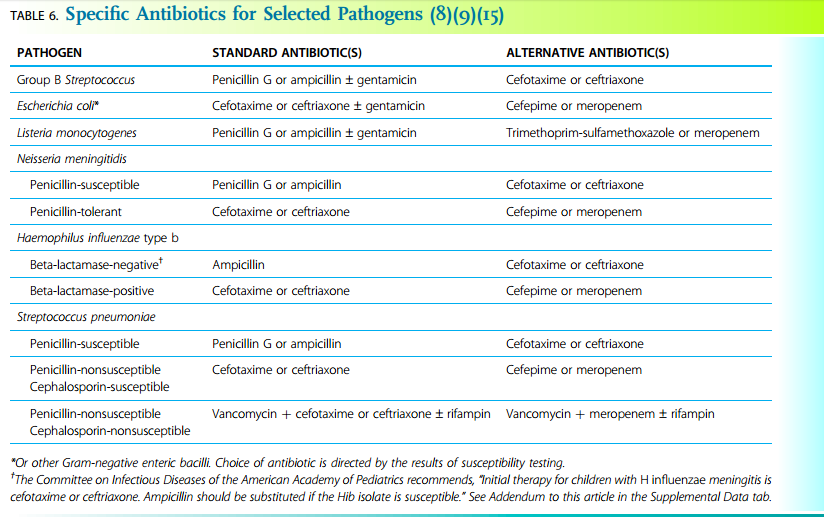 TABLE 6. Specific Antibiotics for Selected Pathogens (8)(9)(15)
PATHOGEN STANDARD ANTIBIOTIC(S) ALTERNATIVE ANTIBIOTIC(S)
Group B Streptococcus Penicillin G or ampicillin ± gentamicin Cefotaxime or ceftriaxone
Escherichia coli* Cefotaxime or ceftriaxone ± gentamicin Cefepime or meropenem
Listeria monocytogenes Penicillin G or ampicillin ± gentamicin Trimethoprim-sulfamethoxazole or meropenem
Neisseria meningitidis
Penicillin-susceptible Penicillin G or ampicillin Cefotaxime or ceftriaxone
Penicillin-tolerant Cefotaxime or ceftriaxone Cefepime or meropenem
Haemophilus influenzae type b
Beta-lactamase-negative† Ampicillin Cefotaxime or ceftriaxone
Beta-lactamase-positive Cefotaxime or ceftriaxone Cefepime or meropenem
Streptococcus pneumoniae
Penicillin-susceptible Penicillin G or ampicillin Cefotaxime or ceftriaxone
Penicillin-nonsusceptible Cefotaxime or ceftriaxone Cefepime or meropenem
Cephalosporin-susceptible
Penicillin-nonsusceptible Vancomycin + cefotaxime or ceftriaxone ± rifampin Vancomycin + meropenem ± rifampin
Cephalosporin-nonsusceptible
*Or other Gram-negative enteric bacilli. Choice of antibiotic is directed by the results of susceptibility testing.
†The Committee on Infectious Diseases of the American Academy of Pediatrics recommends, “Initial therapy for children with H influenzae meningitis is
cefotaxime or ceftriaxone. Ampicillin should be substituted if the Hib isolate is susceptible.” See Addendum to this article in the Supplemental Data tab.